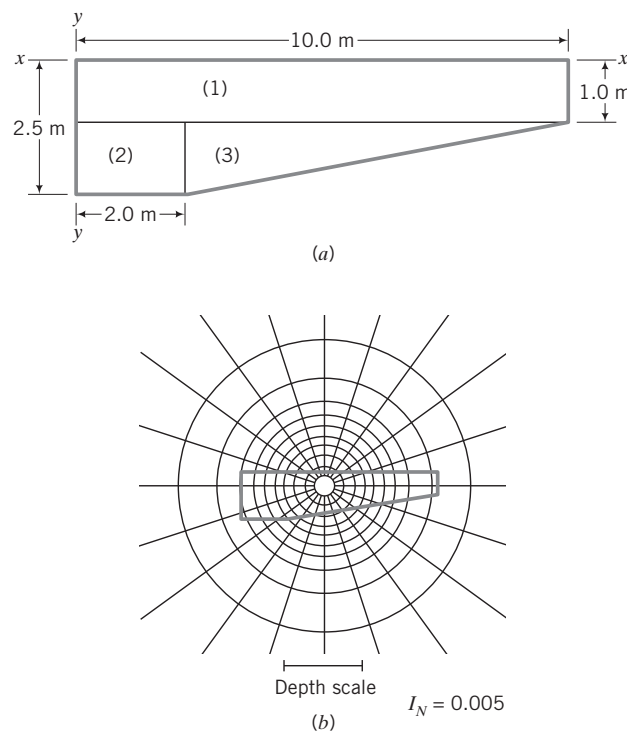 y
10.0 m
x
x
(1)
1.0 m
2.5 m
(2)
(3)
2.0 m
y
(a)
Depth scale
I_N = 0.005
(b)